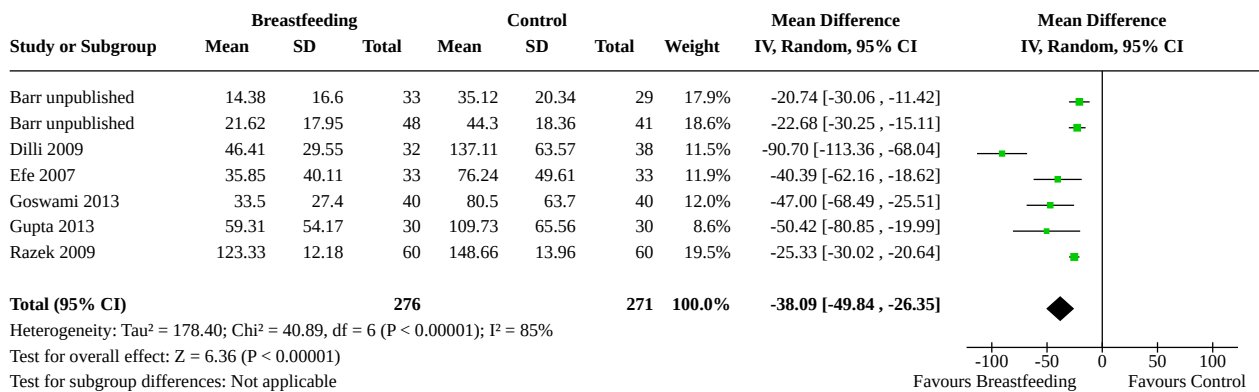 Breastfeeding Control Mean Difference Mean Difference
Study or Subgroup Mean SD Total Mean SD Total Weight IV, Random, 95% CI IV, Random, 95% CI
Barr unpublished 14.38 16.6 33 35.12 20.34 29 17.9% -20.74 [-30.06 , -11.42]
Barr unpublished 21.62 17.95 48 44.3 18.36 41 18.6% -22.68 [-30.25 , -15.11]
Dilli 2009 46.41 29.55 32 137.11 63.57 38 11.5% -90.70 [-113.36 , -68.04]
Efe 2007 35.85 40.11 33 76.24 49.61 33 11.9% -40.39 [-62.16 , -18.62]
Goswami 2013 33.5 27.4 40 80.5 63.7 40 12.0% -47.00 [-68.49 , -25.51]
Gupta 2013 59.31 54.17 30 109.73 65.56 30 8.6% -50.42 [-80.85 , -19.99]
Razek 2009 123.33 12.18 60 148.66 13.96 60 19.5% -25.33 [-30.02 , -20.64]
Total (95% CI) 276 271 100.0% -38.09 [-49.84 , -26.35]
Heterogeneity: Tau² = 178.40; Chi² = 40.89, df = 6 (P < 0.00001); I² = 85%
Test for overall effect: Z = 6.36 (P < 0.00001) -100 -50 0 50 100
Test for subgroup differences: Not applicable Favours Breastfeeding Favours Control